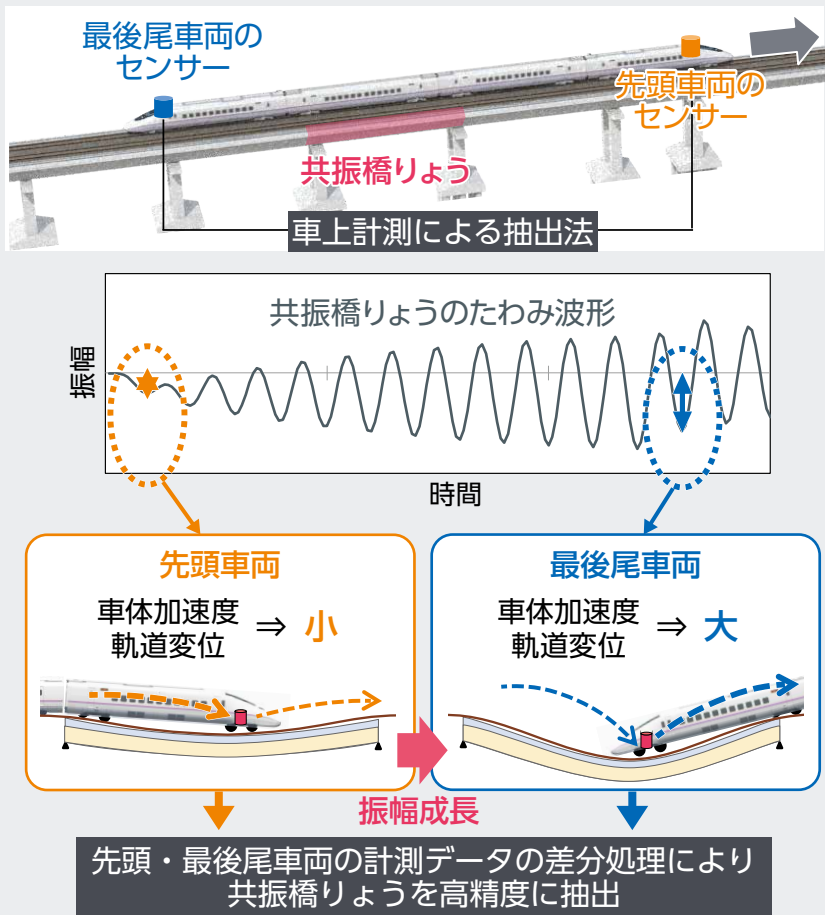 最後尾車両の
センサー
先頭車両の
センサー
共振橋りょう
車上計測による抽出法
共振橋りょうのたわみ波形
振幅
時間
先頭車両
車体加速度
軌道変位
⇒ 小
最後尾車両
車体加速度
軌道変位
⇒ 大
振幅成長
先頭・最後尾車両の計測データの差分処理により
共振橋りょうを高精度に抽出